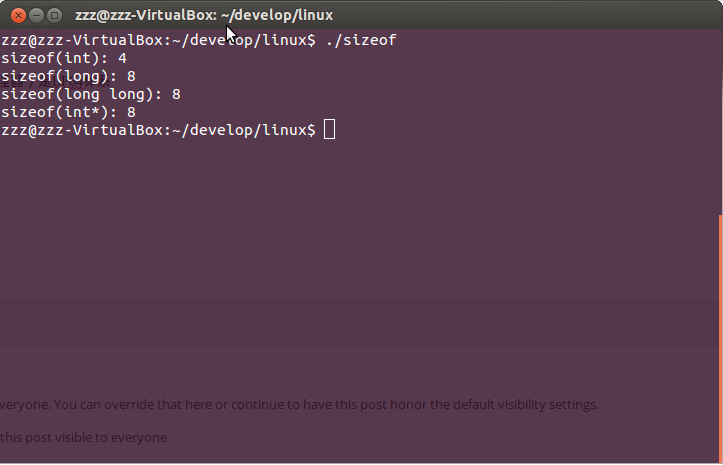 zzz@zzz-VirtualBox: ~/develop/linux
zzz@zzz-VirtualBox:~/develop/linux$ ./sizeof
sizeof(int): 4
sizeof(long): 8
sizeof(long long): 8
sizeof(int*): 8
zzz@zzz-VirtualBox:~/develop/linux$
veryone. You can override that here or continue to have this post honor the default visibility settings.
this post visible to everyone